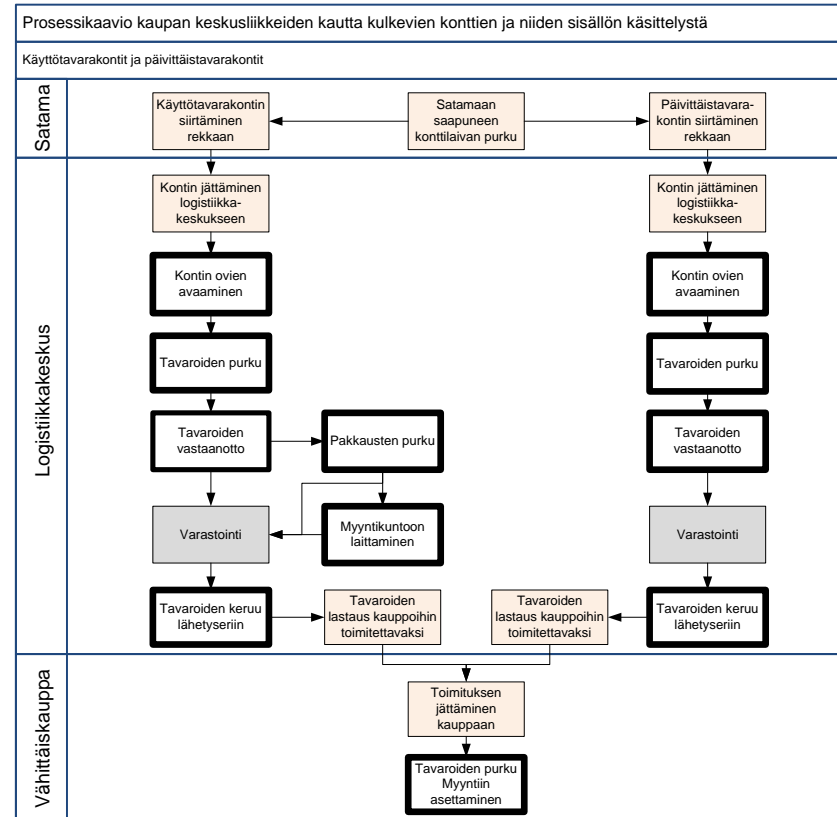 Prosessikaavio kaupan keskusliikkeiden kautta kulkevien konttien ja niiden sisällön käsittelystä
Käyttötavarakontit ja päivittäistavarakontit
Satama
Käyttötavarakontin
siirtäminen
rekkaan
Satamaan
saapuneen
konttilaivan purku
Päivittäistavara-
kontin siirtäminen
rekkaan
Logistiikkakeskus
Kontin jättäminen
logistiikka-
keskukseen
Kontin jättäminen
logistiikka-
keskukseen
Kontin ovien
avaaminen
Kontin ovien
avaaminen
Tavaroiden purku
Tavaroiden purku
Tavaroiden
vastaanotto
Pakkausten purku
Tavaroiden
vastaanotto
Varastointi
Myyntikuntoon
laittaminen
Varastointi
Tavaroiden keruu
lähetyseriin
Tavaroiden
lastaus kauppoihin
toimitettavaksi
Tavaroiden
lastaus kauppoihin
toimitettavaksi
Tavaroiden keruu
lähetyseriin
Vähittäiskauppa
Toimituksen
jättäminen
kauppaan
Tavaroiden purku
Myyntiin
asettaminen